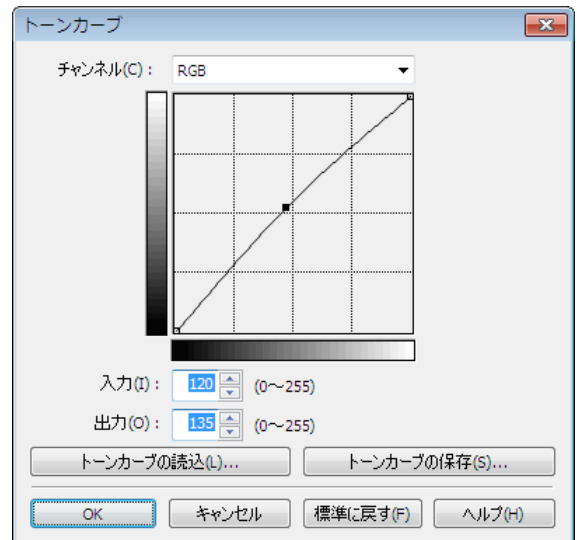 トーンカーブ
チャンネル(C): RGB
入力(I): 120 (0～255)
出力(O): 135 (0～255)
トーンカーブの読込(L)... トーンカーブの保存(S)...
OK キャンセル 標準に戻す(F) ヘルプ(H)